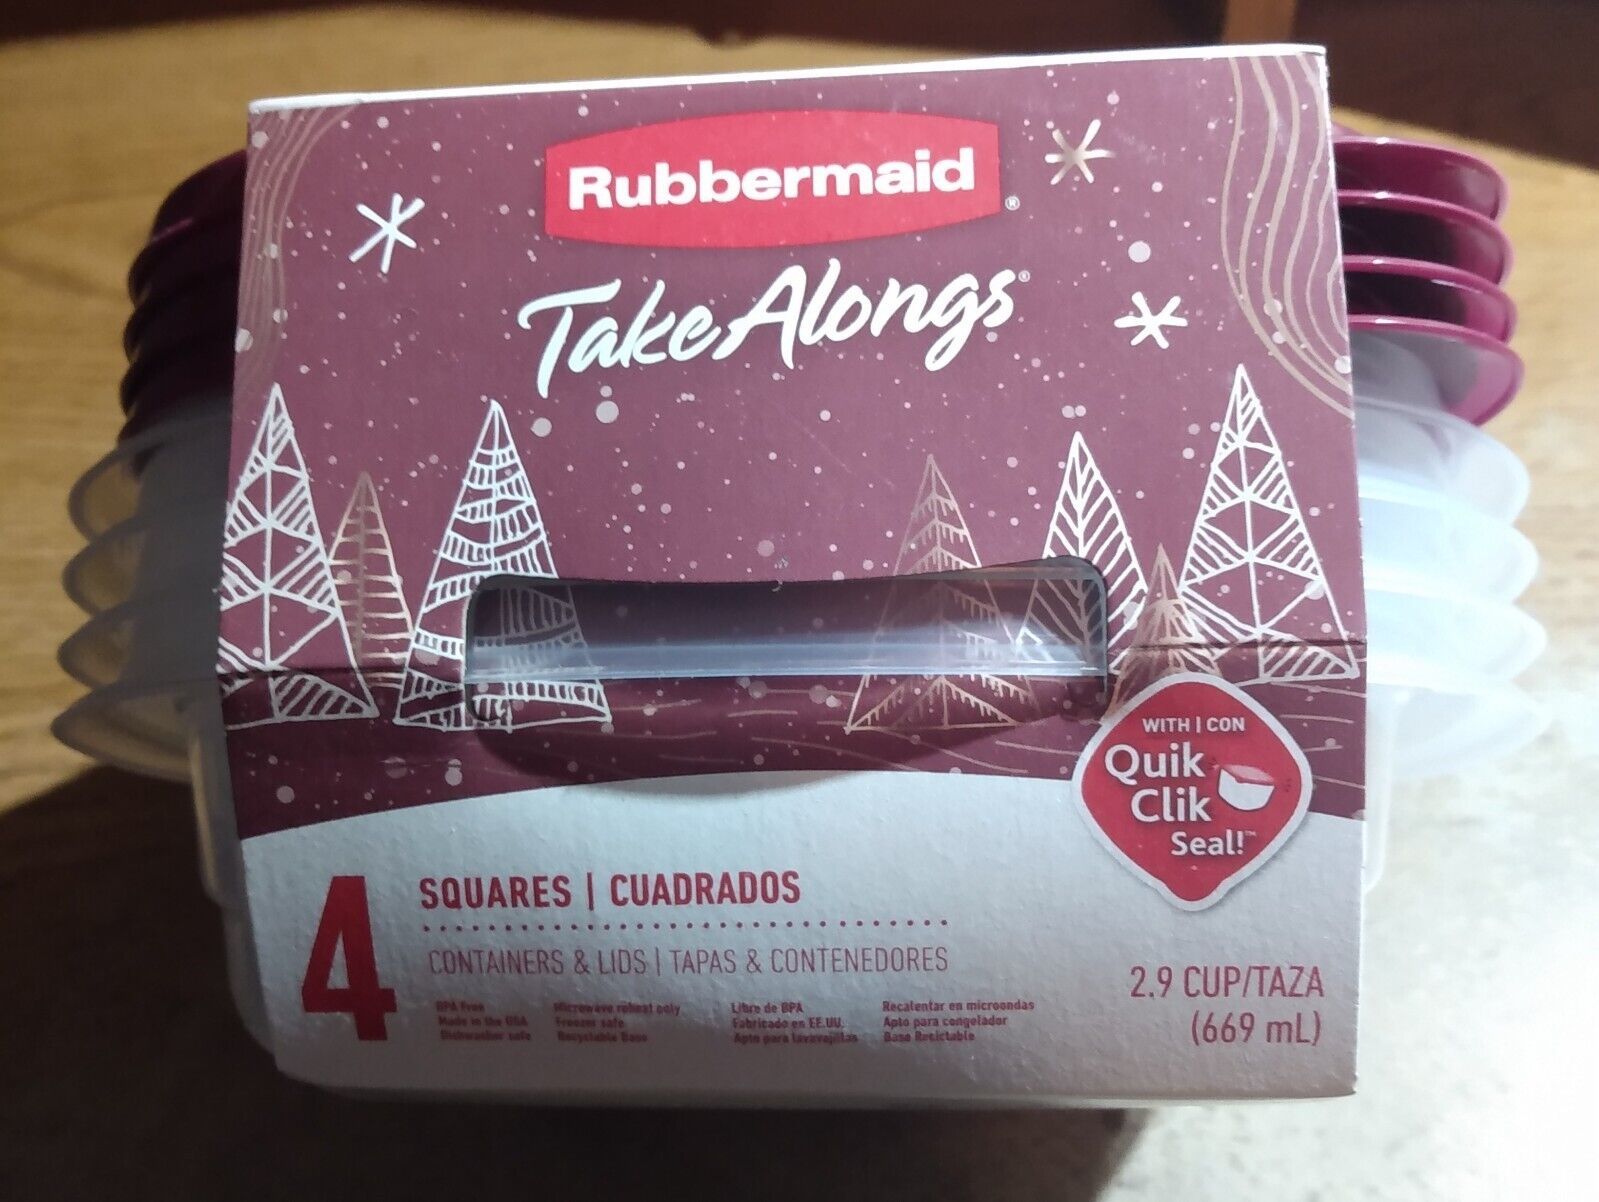 Rubbermaid®
TakeAlongs®
WITH | CON
Quik
Clik
Seal!™
4
SQUARES | CUADRADOS
CONTAINERS & LIDS | TAPAS & CONTENEDORES
2.9 CUP/TAZA
(669 mL)
BPA Free
Made in the USA
Dishwasher safe
Microwave reheat only
Freezer safe
Recyclable Base
Libre de BPA
Fabricado en EE.UU.
Apto para lavavajillas
Recalentar en microondas
Apto para congelador
Base Reciclable